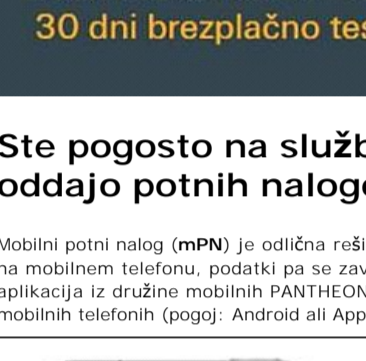 30 dni brezplačno tes
Ste pogosto na službe
oddajo potnih naloge
Mobilni potni nalog (mPN) je odlična reši
na mobilnem telefonu, podatki pa se zav
aplikacija iz družine mobilnih PANTHEON
mobilnih telefonih (pogoj: Android ali App